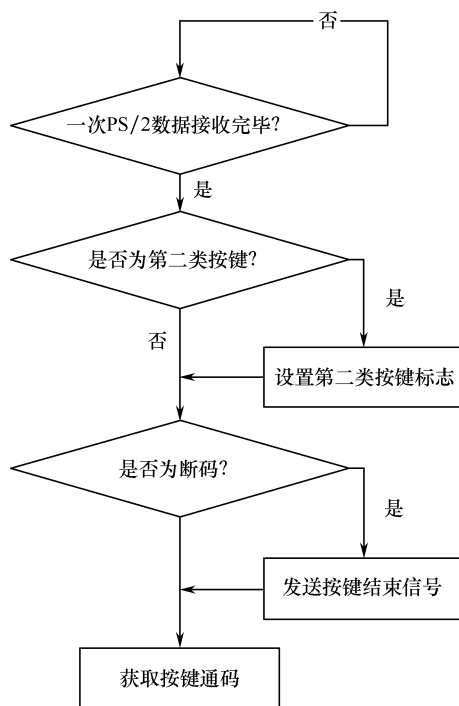 否
一次PS/2数据接收完毕?
是
是否为第二类按键?
是
否
设置第二类按键标志
是否为断码?
是
发送按键结束信号
获取按键通码